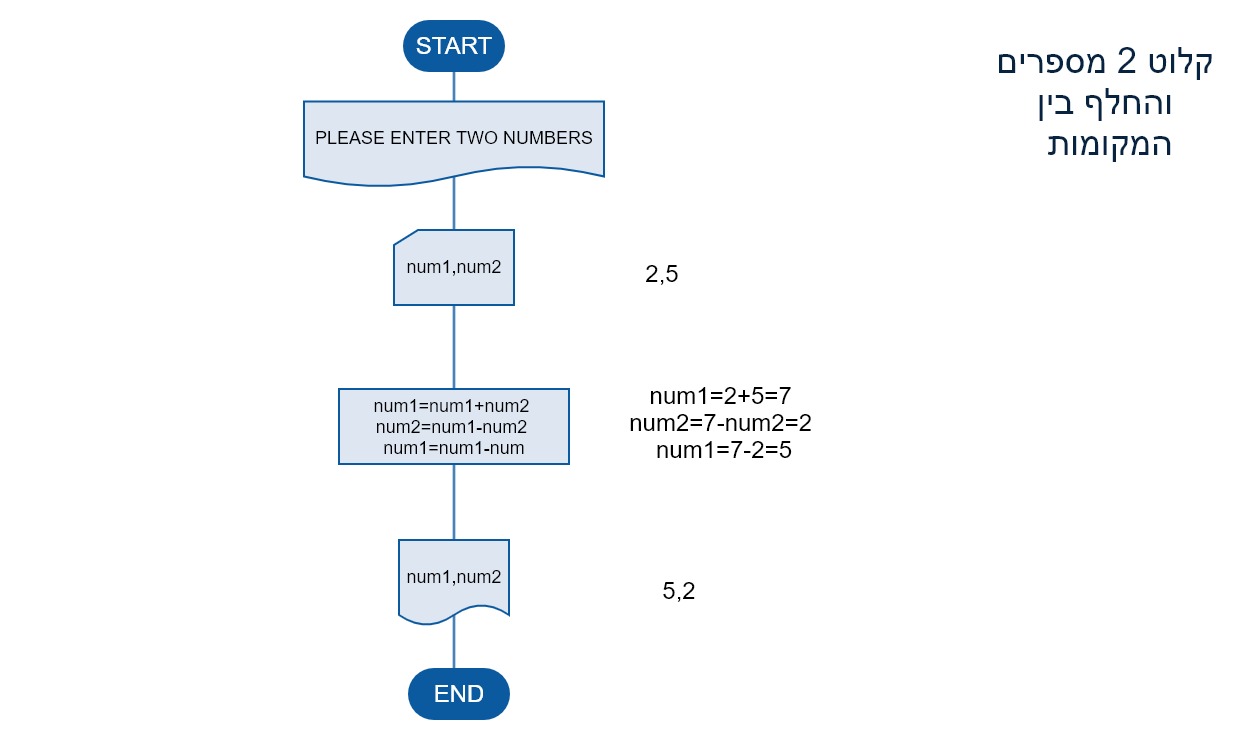 START
קלוט 2 מספרים
והחלף בין
המקומות
PLEASE ENTER TWO NUMBERS
num1,num2
2,5
num1=num1+num2
num2=num1-num2
num1=num1-num
num1=2+5=7
num2=7-num2=2
num1=7-2=5
num1,num2
5,2
END